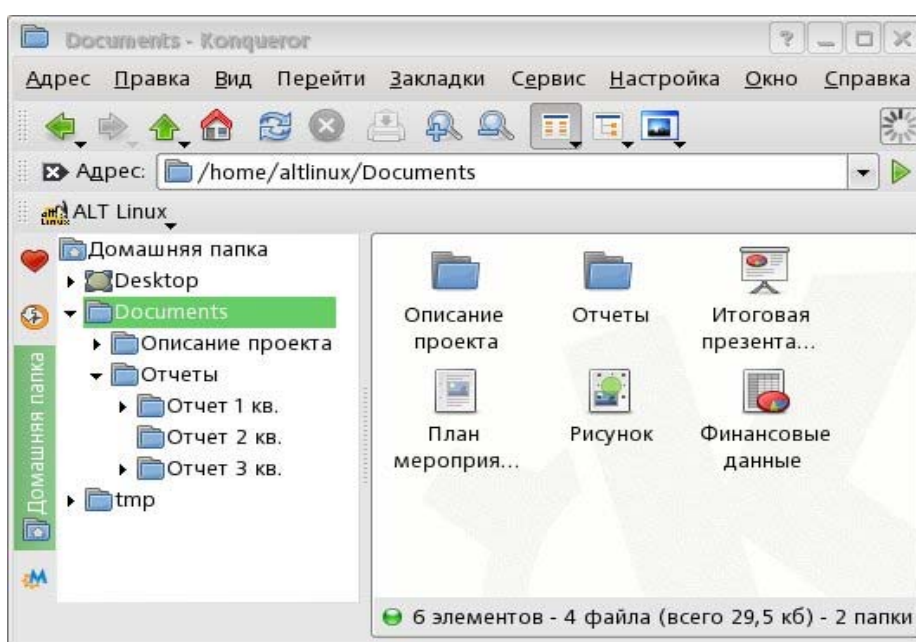 Documents - Konqueror
Адрес Правка Вид Перейти Закладки Сервис Настройка Окно Справка
Адрес: /home/altlinux/Documents
ALT Linux
Домашняя папка
Домашняя папка
Desktop
Documents
Описание проекта
Отчеты
Отчет 1 кв.
Отчет 2 кв.
Отчет 3 кв.
tmp
Описание
проекта
Отчеты
Итоговая
презента...
План
мероприя...
Рисунок
Финансовые
данные
6 элементов - 4 файла (всего 29,5 кб) - 2 папки